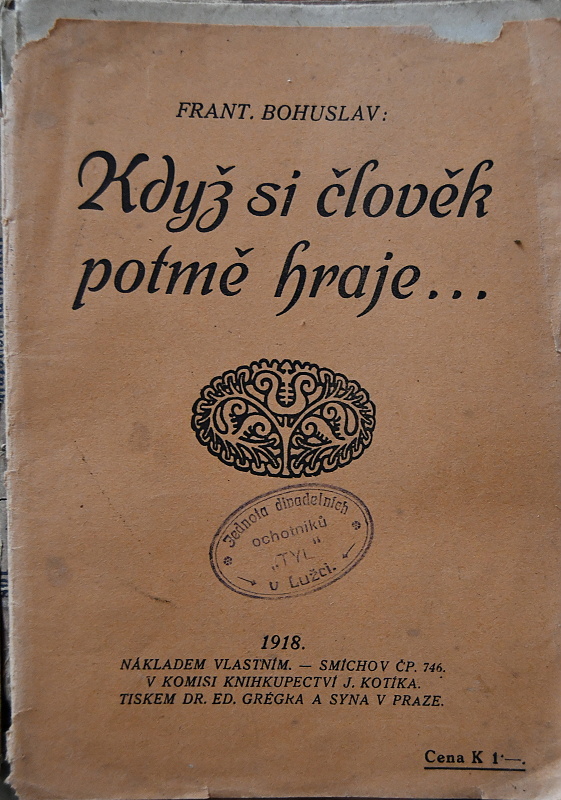 FRANT. BOHUSLAV:
Když si člověk
potmě hraje...
Jednota divadelních
ochotníků
„TYL“
v Lužci.
1918.
NÁKLADEM VLASTNÍM. — SMÍCHOV ČP. 746.
V KOMISI KNIHKUPECTVÍ J. KOTÍKA.
TISKEM DR. ED. GRÉGRA A SYNA V PRAZE.
Cena K 1·—.